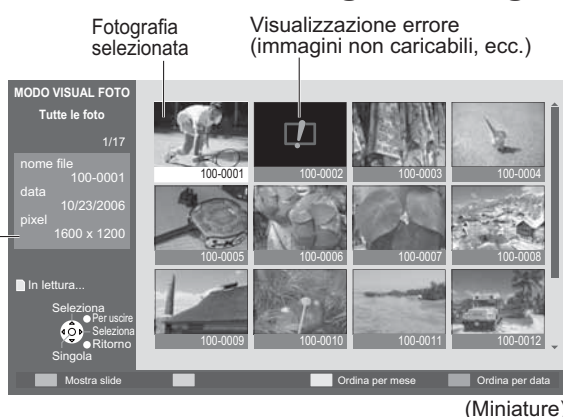 Fotografia
selezionata
Visualizzazione errore
(immagini non caricabili, ecc.)
MODO VISUAL FOTO
Tutte le foto
1/17
nome file
100-0001
data
10/23/2006
pixel
1600 x 1200
In lettura...
Seleziona
Per uscire
Seleziona
Ritorno
Singola
100-0001
100-0002
100-0003
100-0004
100-0005
100-0006
100-0007
100-0008
100-0009
100-0010
100-0011
100-0012
Mostra slide
Ordina per mese
Ordina per data
(Miniature)